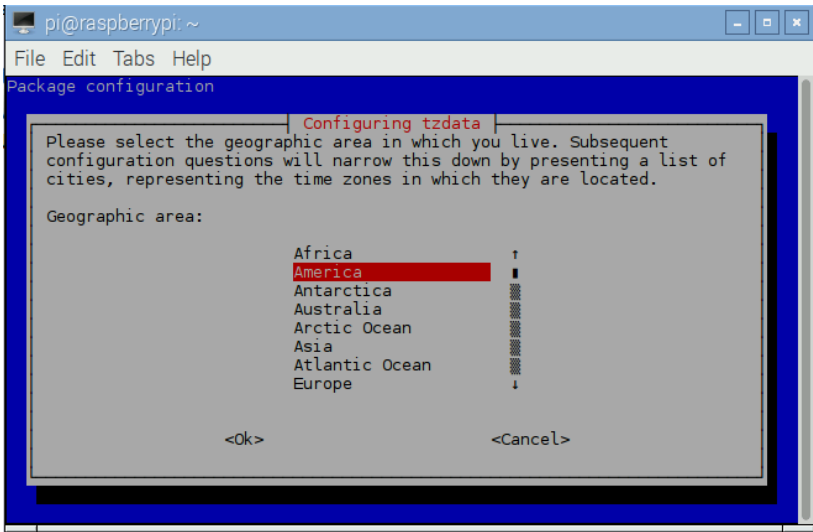 pi@raspberrypi: ~
File Edit Tabs Help
Package configuration
Configuring tzdata
Please select the geographic area in which you live. Subsequent
configuration questions will narrow this down by presenting a list of
cities, representing the time zones in which they are located.
Geographic area:
Africa
America
Antarctica
Australia
Arctic Ocean
Asia
Atlantic Ocean
Europe
<Ok> <Cancel>